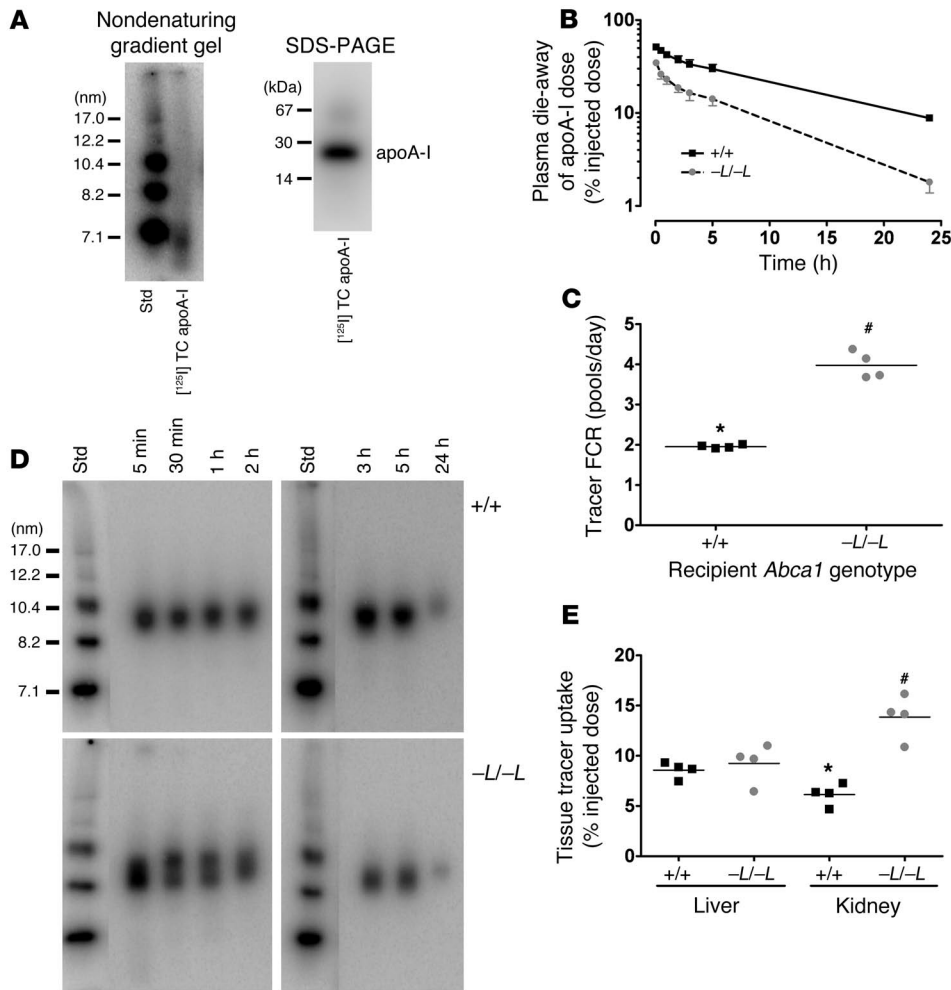 A
Nondenaturing
gradient gel
(nm)
17.0
12.2
10.4
8.2
7.1
Std
[¹²⁵I] TC apoA-I
SDS-PAGE
(kDa)
67
30
14
apoA-I
[¹²⁵I] TC apoA-I
B
Plasma die-away
of apoA-I dose
(% injected dose)
100
10
1
+/+
–L/–L
0 5 10 15 20 25
Time (h)
C
Tracer FCR (pools/day)
5
4
3
2
1
0
*
#
+/+ –L/–L
Recipient Abca1 genotype
D
Std 5 min 30 min 1 h 2 h Std 3 h 5 h 24 h
+/+
(nm)
17.0
12.2
10.4
8.2
7.1
–L/–L
E
Tissue tracer uptake
(% injected dose)
20
15
10
5
0
*
#
+/+ –L/–L +/+ –L/–L
Liver Kidney